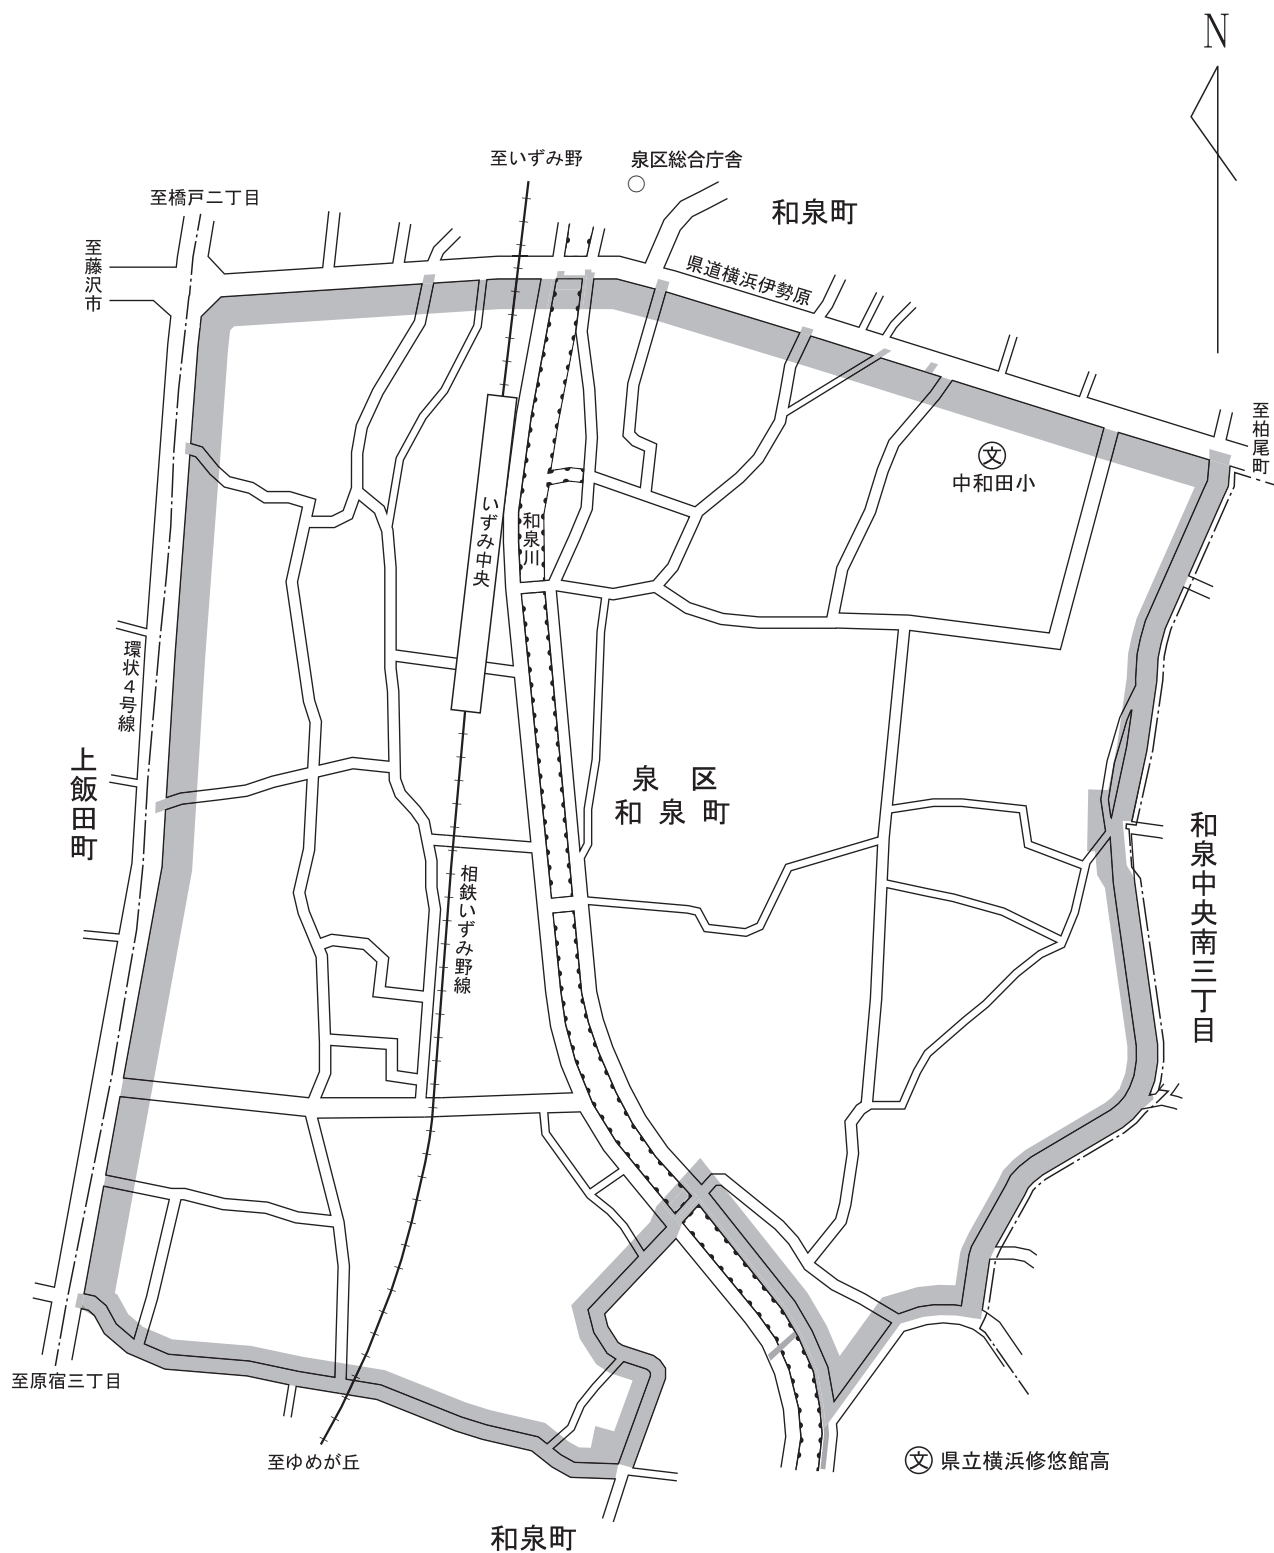 N
至いずみ野
泉区総合庁舎
至橋戸二丁目
和泉町
至藤沢市
県道横浜伊勢原
至柏尾町
文
中和田小
いずみ中央
和泉川
環状4号線
上飯田町
泉区
和泉町
和泉中央南三丁目
相鉄いずみ野線
至原宿三丁目
至ゆめが丘
文 県立横浜修悠館高
和泉町